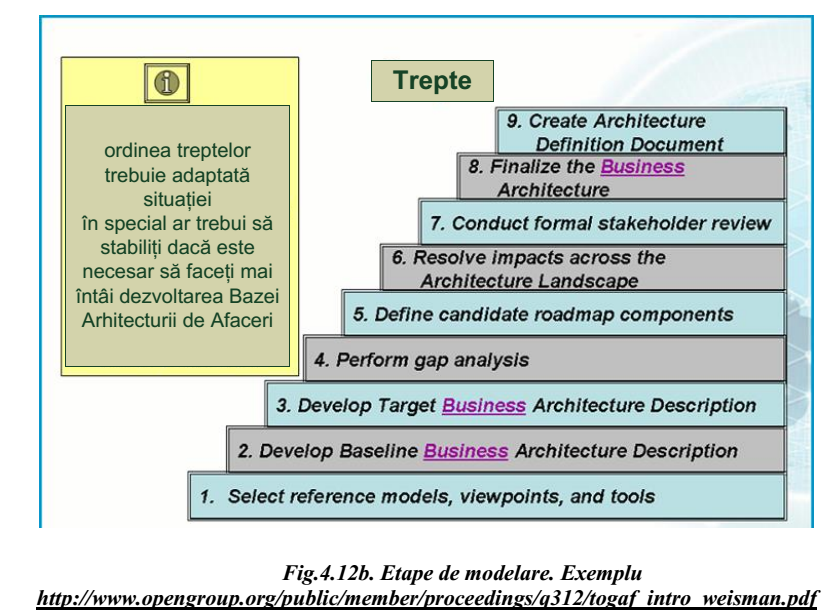 Trepte
ordinea treptelor
trebuie adaptată
situației
în special ar trebui să
stabiliți dacă este
necesar să faceți mai
întâi dezvoltarea Bazei
Arhitecturii de Afaceri
9. Create Architecture
Definition Document
8. Finalize the Business
Architecture
7. Conduct formal stakeholder review
6. Resolve impacts across the
Architecture Landscape
5. Define candidate roadmap components
4. Perform gap analysis
3. Develop Target Business Architecture Description
2. Develop Baseline Business Architecture Description
1. Select reference models, viewpoints, and tools
Fig.4.12b. Etape de modelare. Exemplu
http://www.opengroup.org/public/member/proceedings/q312/togaf_intro_weisman.pdf